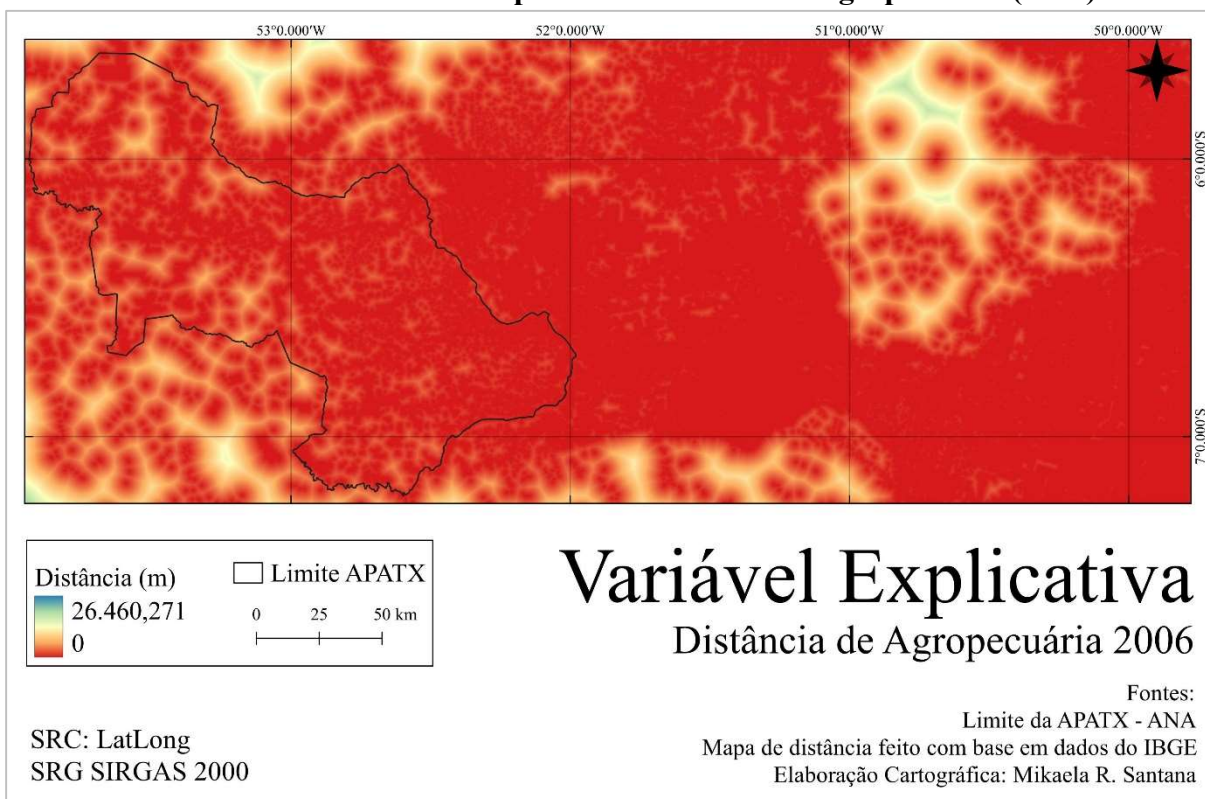 53°0.000'W 52°0.000'W 51°0.000'W 50°0.000'W
6°0.000'S
7°0.000'S
Distância (m)
26.460,271
0
Limite APATX
0 25 50 km
Variável Explicativa
Distância de Agropecuária 2006
Fontes:
Limite da APATX - ANA
Mapa de distância feito com base em dados do IBGE
Elaboração Cartográfica: Mikaela R. Santana
SRC: LatLong
SRG SIRGAS 2000